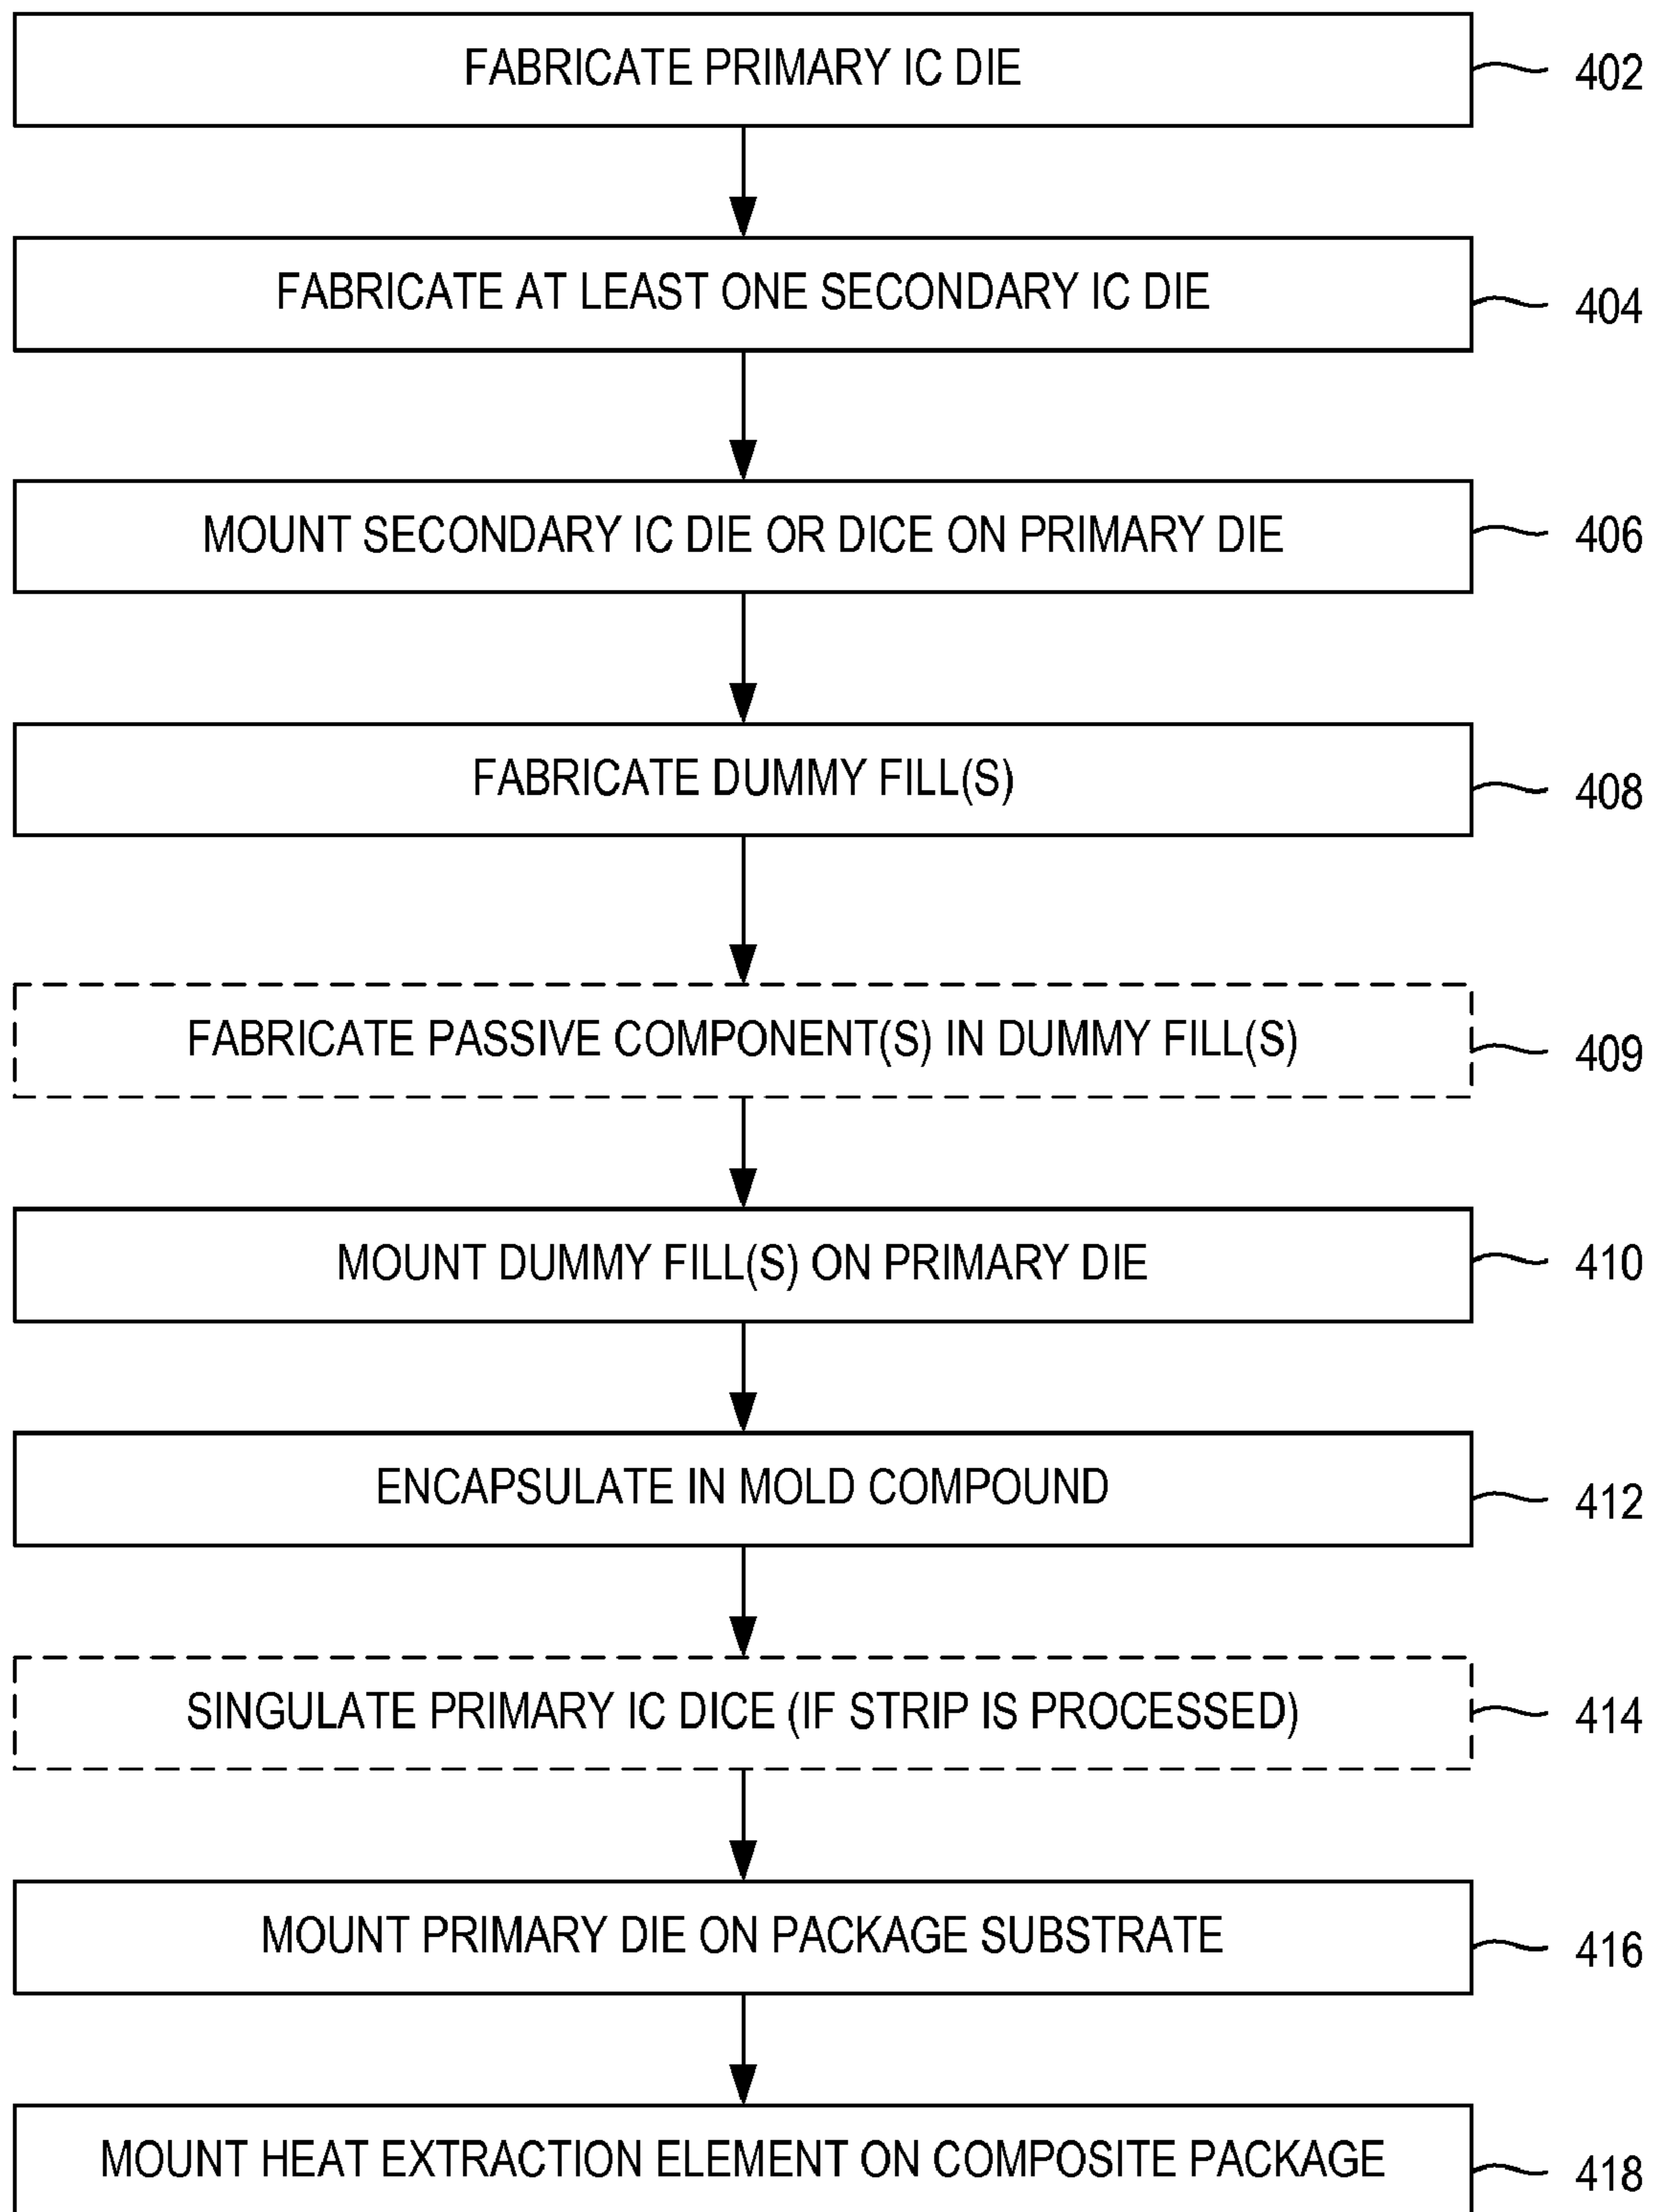 FABRICATE PRIMARY IC DIE
402
FABRICATE AT LEAST ONE SECONDARY IC DIE
404
MOUNT SECONDARY IC DIE OR DICE ON PRIMARY DIE
406
FABRICATE DUMMY FILL(S)
408
FABRICATE PASSIVE COMPONENT(S) IN DUMMY FILL(S)
409
MOUNT DUMMY FILL(S) ON PRIMARY DIE
410
ENCAPSULATE IN MOLD COMPOUND
412
SINGULATE PRIMARY IC DICE (IF STRIP IS PROCESSED)
414
MOUNT PRIMARY DIE ON PACKAGE SUBSTRATE
416
MOUNT HEAT EXTRACTION ELEMENT ON COMPOSITE PACKAGE
418